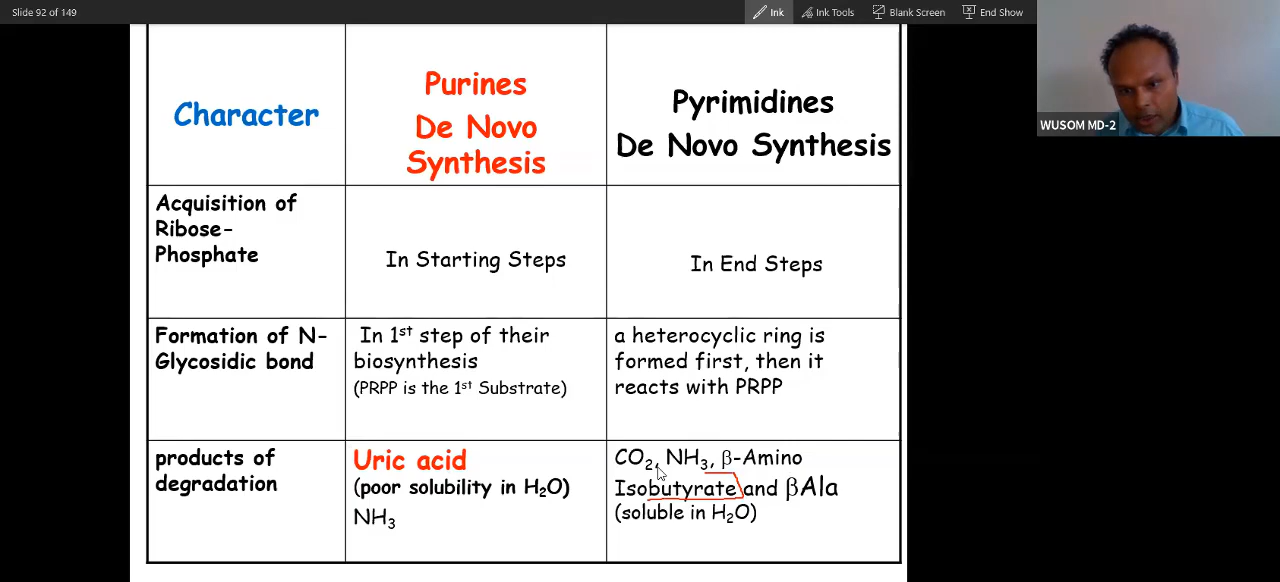 Slide 92 of 149
Ink
Ink Tools
Blank Screen
End Show
WUSOM MD-2
Character
Purines
De Novo
Synthesis
Pyrimidines
De Novo Synthesis
Acquisition of
Ribose-
Phosphate
In Starting Steps
In End Steps
Formation of N-
Glycosidic bond
In 1st step of their
biosynthesis
(PRPP is the 1st Substrate)
a heterocyclic ring is
formed first, then it
reacts with PRPP
products of
degradation
Uric acid
(poor solubility in H₂O)
NH₃
CO₂, NH₃, β-Amino
Isobutyrate and βAla
(soluble in H₂O)